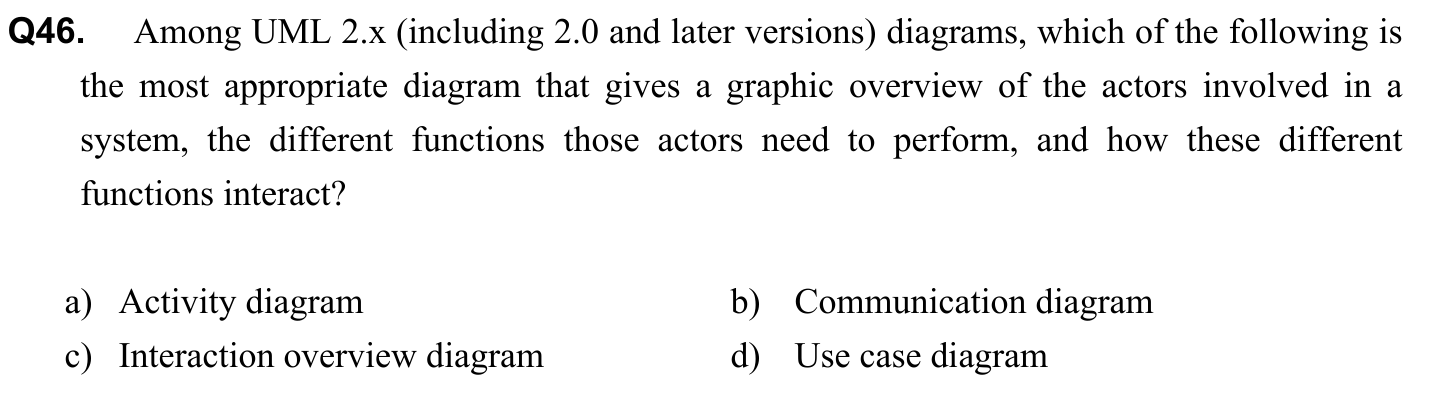 Q46. Among UML 2.x (including 2.0 and later versions) diagrams, which of the following is
the most appropriate diagram that gives a graphic overview of the actors involved in a
system, the different functions those actors need to perform, and how these different
functions interact?
a) Activity diagram b) Communication diagram
c) Interaction overview diagram d) Use case diagram